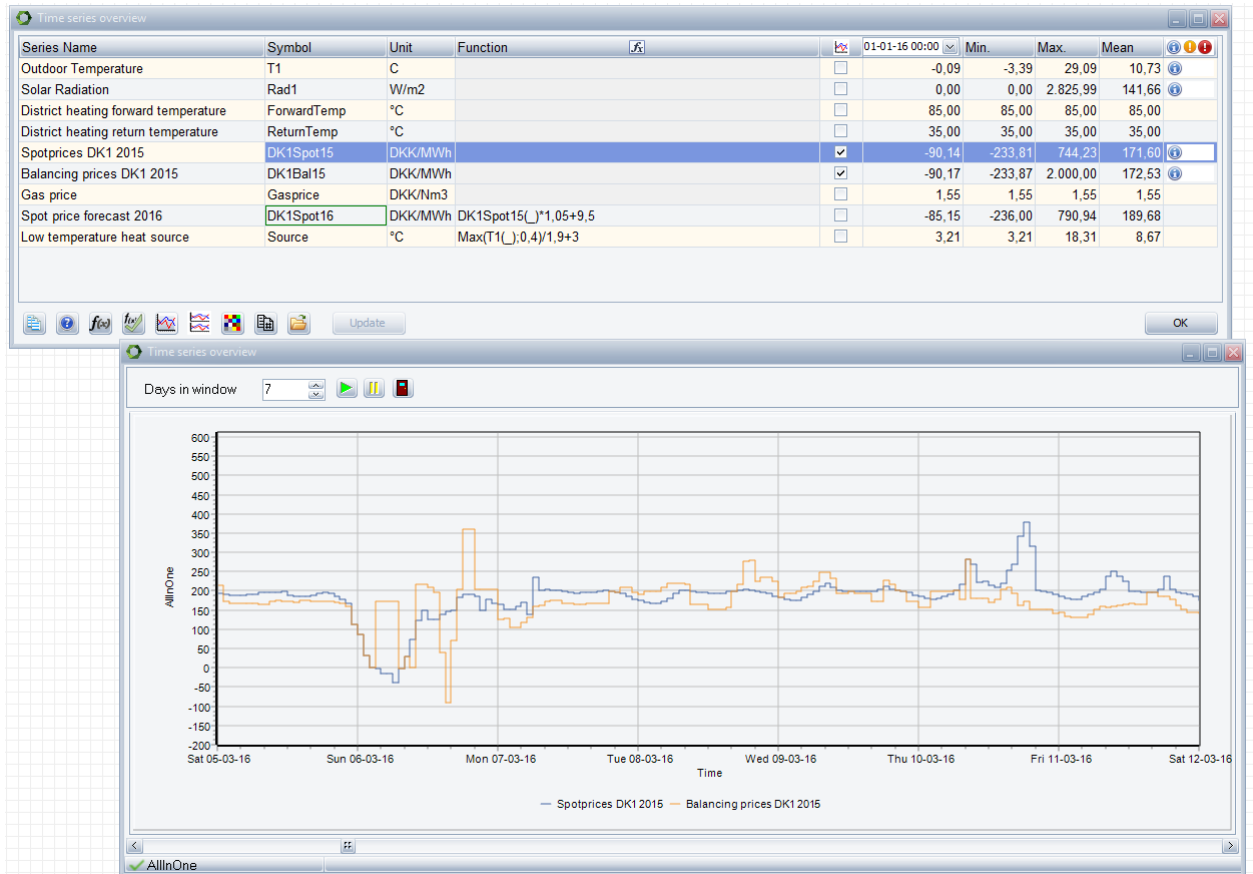 Time series overview
Series Name Symbol Unit Function fx 01-01-16 00:00 Min. Max. Mean
Outdoor Temperature T1 C -0,09 -3,39 29,09 10,73
Solar Radiation Rad1 W/m2 0,00 0,00 2.825,99 141,66
District heating forward temperature ForwardTemp °C 85,00 85,00 85,00 85,00
District heating return temperature ReturnTemp °C 35,00 35,00 35,00 35,00
Spotprices DK1 2015 DK1Spot15 DKK/MWh -90,14 -233,81 744,23 171,60
Balancing prices DK1 2015 DK1Bal15 DKK/MWh -90,17 -233,87 2.000,00 172,53
Gas price Gasprice DKK/Nm3 1,55 1,55 1,55 1,55
Spot price forecast 2016 DK1Spot16 DKK/MWh DK1Spot15(_)*1,05+9,5 -85,15 -236,00 790,94 189,68
Low temperature heat source Source °C Max(T1(_);0,4)/1,9+3 3,21 3,21 18,31 8,67
f(x) f(x) Update OK
Time series overview
Days in window 7
600
550
500
450
400
350
300
250
200
150
100
50
0
-50
-100
-150
-200
AllInOne
Sat 05-03-16 Sun 06-03-16 Mon 07-03-16 Tue 08-03-16 Wed 09-03-16 Thu 10-03-16 Fri 11-03-16 Sat 12-03-16
Time
Spotprices DK1 2015 Balancing prices DK1 2015
AllInOne